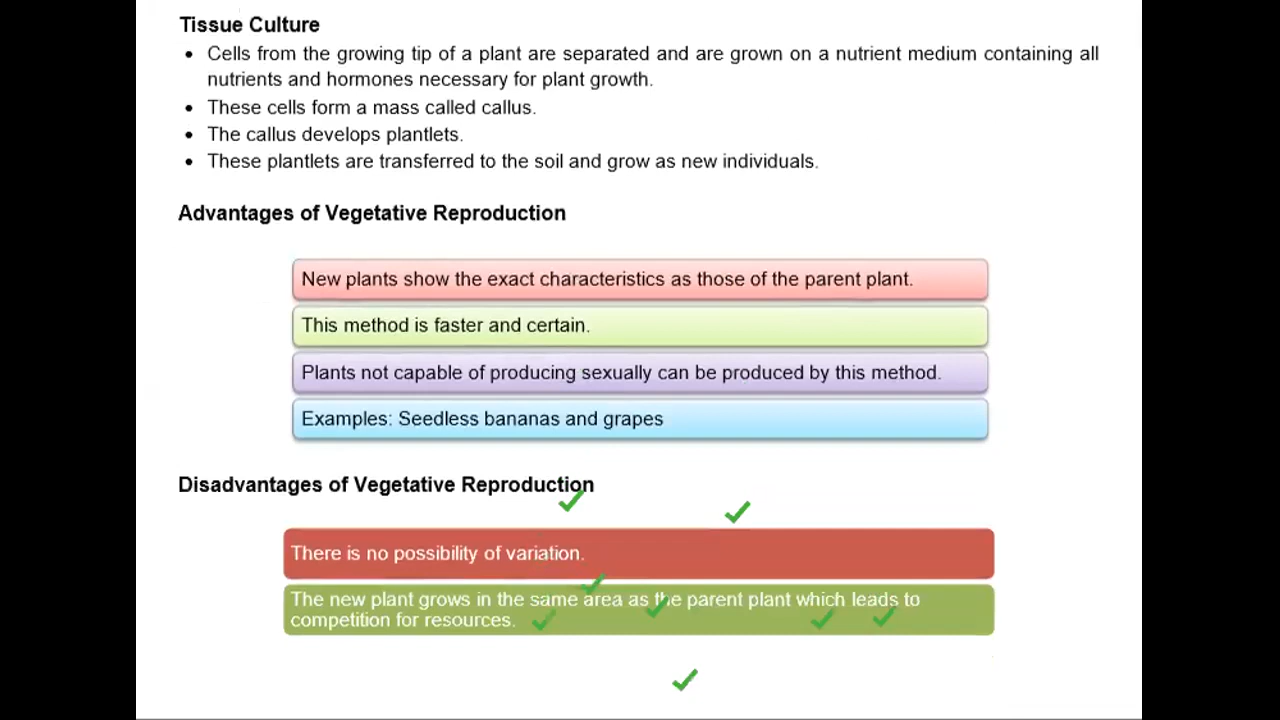 Tissue Culture
• Cells from the growing tip of a plant are separated and are grown on a nutrient medium containing all
nutrients and hormones necessary for plant growth.
• These cells form a mass called callus.
• The callus develops plantlets.
• These plantlets are transferred to the soil and grow as new individuals.
Advantages of Vegetative Reproduction
New plants show the exact characteristics as those of the parent plant.
This method is faster and certain.
Plants not capable of producing sexually can be produced by this method.
Examples: Seedless bananas and grapes
Disadvantages of Vegetative Reproduction
There is no possibility of variation.
The new plant grows in the same area as the parent plant which leads to
competition for resources.